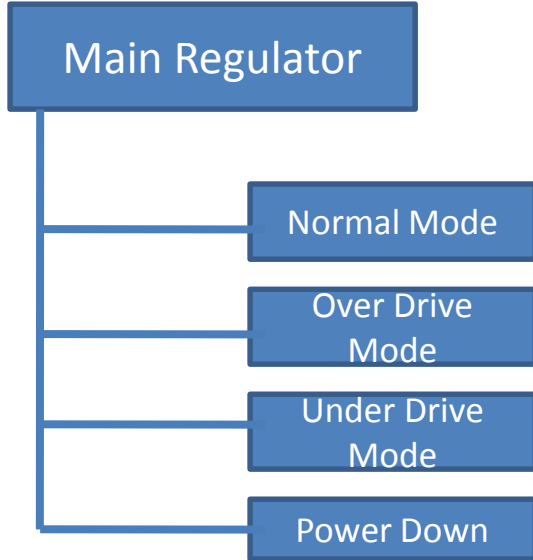 Main Regulator
Normal Mode
Over Drive
Mode
Under Drive
Mode
Power Down